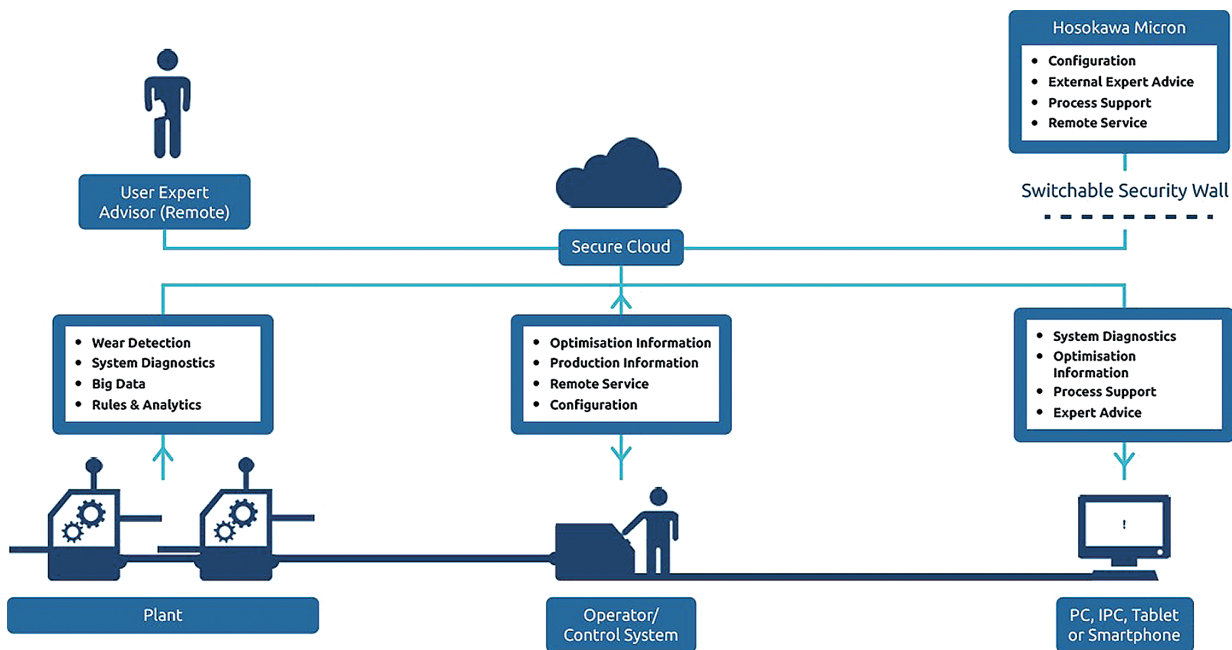 Hosokawa Micron
• Configuration
• External Expert Advice
• Process Support
• Remote Service
Switchable Security Wall
User Expert
Advisor (Remote)
Secure Cloud
• Wear Detection
• System Diagnostics
• Big Data
• Rules & Analytics
• Optimisation Information
• Production Information
• Remote Service
• Configuration
• System Diagnostics
• Optimisation
Information
• Process Support
• Expert Advice
!
Plant
Operator/
Control System
PC, IPC, Tablet
or Smartphone